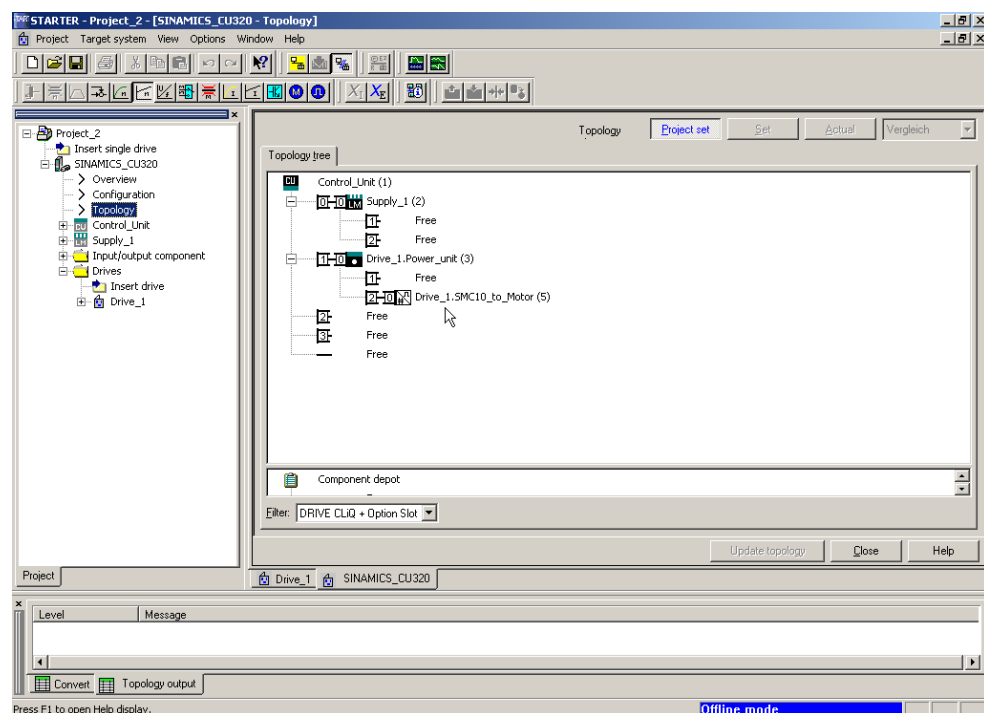 STARTER - Project_2 - [SINAMICS_CU320 - Topology]
Project Target system View Options Window Help
Topology Project set Set Actual Vergleich
Project_2
Insert single drive
SINAMICS_CU320
Overview
Configuration
Topology
Control_Unit
Supply_1
Input/output component
Drives
Insert drive
Drive_1
Project
Topology tree
CU Control_Unit (1)
0 0 LM Supply_1 (2)
1 Free
2 Free
1 0 Drive_1.Power_unit (3)
1 Free
2 0 Drive_1.SMC10_to_Motor (5)
2 Free
3 Free
Free
Component depot
Filter: DRIVE CLiQ + Option Slot
Update topology Close Help
Drive_1 SINAMICS_CU320
Level Message
Convert Topology output
Press F1 to open Help display. Offline mode